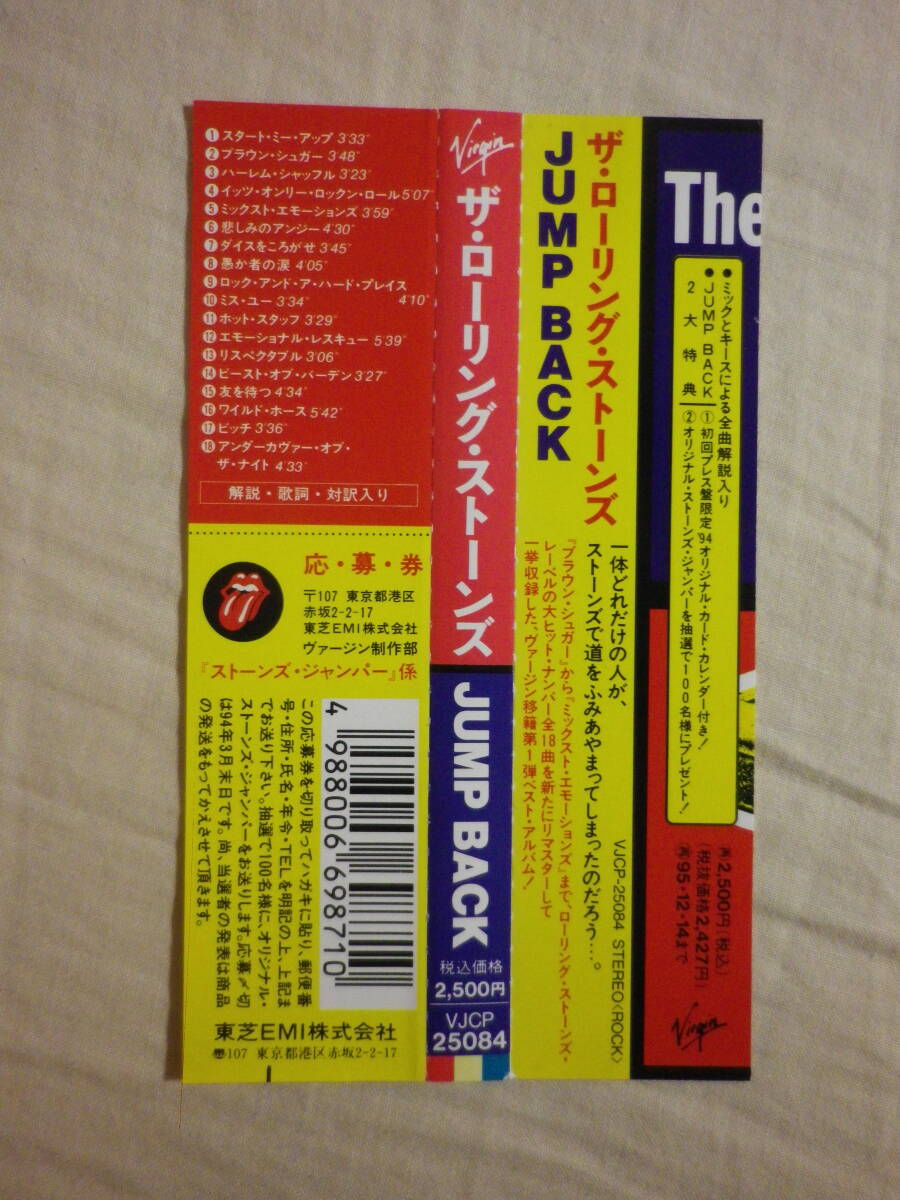 ① スタート・ミー・アップ 3'33"
② ブラウン・シュガー 3'48"
③ ハーレム・シャッフル 3'23"
④ イッツ・オンリー・ロックン・ロール 5'07"
⑤ ミックスト・エモーションズ 3'59"
⑥ 悲しみのアンジー 4'30"
⑦ ダイスをころがせ 3'45"
⑧ 愚か者の涙 4'05"
⑨ ロック・アンド・ア・ハード・プレイス
4'10"
⑩ ミス・ユー 3'34"
⑪ ホット・スタッフ 3'29"
⑫ エモーショナル・レスキュー 5'39"
⑬ リスペクタブル 3'06"
⑭ ビースト・オブ・バーデン 3'27"
⑮ 友を待つ 4'34"
⑯ ワイルド・ホース 5'42"
⑰ ビッチ 3'36"
⑱ アンダーカヴァー・オブ・
ザ・ナイト 4'33"
解説・歌詞・対訳入り
応・募・券
〒107 東京都港区
赤坂2-2-17
東芝EMI株式会社
ヴァージン制作部
『ストーンズ・ジャンパー』係
この応募券を切り取ってハガキに貼り、郵便番
号・住所・氏名・年令・TELを明記の上、上記ま
でお送り下さい。抽選で100名様に、オリジナル・
ストーンズ・ジャンパーをお送りします。応募〆切
は94年3月末日です。尚、当選者の発表は商品
の発送をもってかえさせて頂きます。
4 988006 698710
東芝EMI株式会社
107 東京都港区赤坂2-2-17
Virgin
ザ・ローリング・ストーンズ
JUMP BACK
税込価格
2,500円
VJCP
25084
ザ・ローリング・ストーンズ
JUMP BACK
一体どれだけの人が、
ストーンズで道をふみあやまってしまったのだろう…。
『ブラウン・シュガー』から『ミックスト・エモーションズ』まで、ローリング・ストーンズ・
レーベルの大ヒット・ナンバー全18曲を新たにリマスターして
一挙収録した、ヴァージン移籍第1弾ベスト・アルバム!
VJCP-25084 STEREO〈ROCK〉
The
●ミックとキースによる全曲解説入り
●JUMP BACK
2大特典
①初回プレス盤限定'94オリジナル・カード・カレンダー付き!
②オリジナル・ストーンズ・ジャンパーを抽選で100名様にプレゼント!
再2,500円(税込)
(税抜価格2,427円)
再95・12・14まで
Virgin